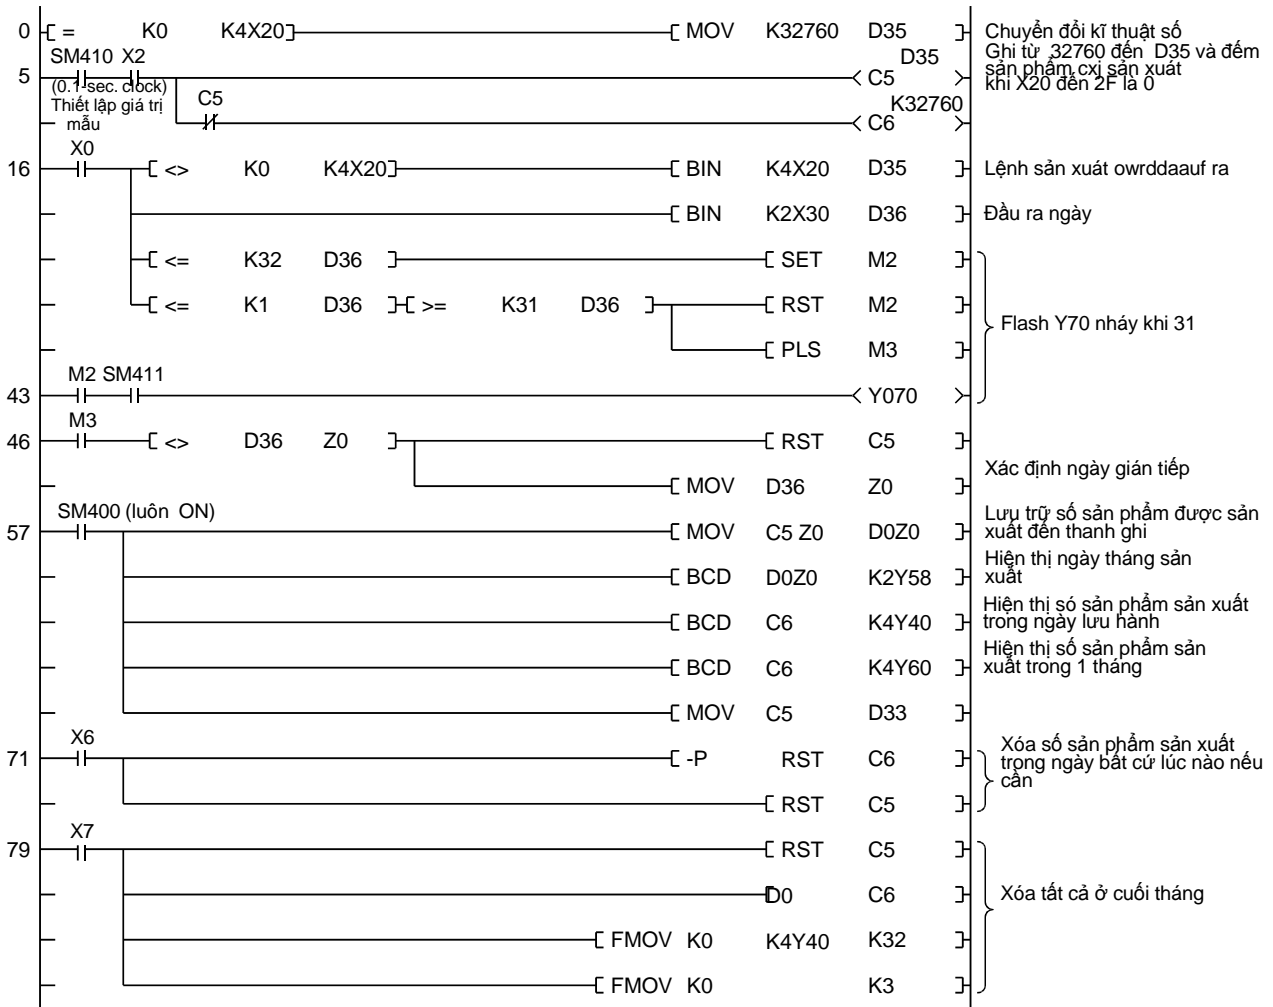 0 = K0 K4X20 MOV K32760 D35 Chuyển đổi kĩ thuật số
SM410 X2 D35 Ghi từ 32760 đến D35 và đếm
5 C5 sản phẩm cxj sản xuát
(0.1-sec. clock) khi X20 đến 2F là 0
Thiết lập giá trị C5 K32760
mẫu C6
X0
16 <> K0 K4X20 BIN K4X20 D35 Lệnh sản xuát owrddaauf ra
BIN K2X30 D36 Đầu ra ngày
<= K32 D36 SET M2
<= K1 D36 >= K31 D36 RST M2
Flash Y70 nháy khi 31
PLS M3
M2 SM411
43 Y070
M3
46 <> D36 Z0 RST C5
Xác định ngày gián tiếp
MOV D36 Z0
SM400 (luôn ON) Lưu trữ số sản phẩm được sản
57 MOV C5 Z0 D0Z0 xuất đến thanh ghi
Hiện thị ngày tháng sản
BCD D0Z0 K2Y58 xuất
Hiện thị só sản phẩm sản xuất
BCD C6 K4Y40 trong ngày lưu hành
Hiện thị số sản phẩm sản
BCD C6 K4Y60 xuất trong 1 tháng
MOV C5 D33
X6 Xóa số sản phẩm sản xuất
71 -P RST C6 trong ngày bất cứ lúc nào nếu
cần
RST C5
X7
79 RST C5
D0 C6 Xóa tất cả ở cuối tháng
FMOV K0 K4Y40 K32
FMOV K0 K3